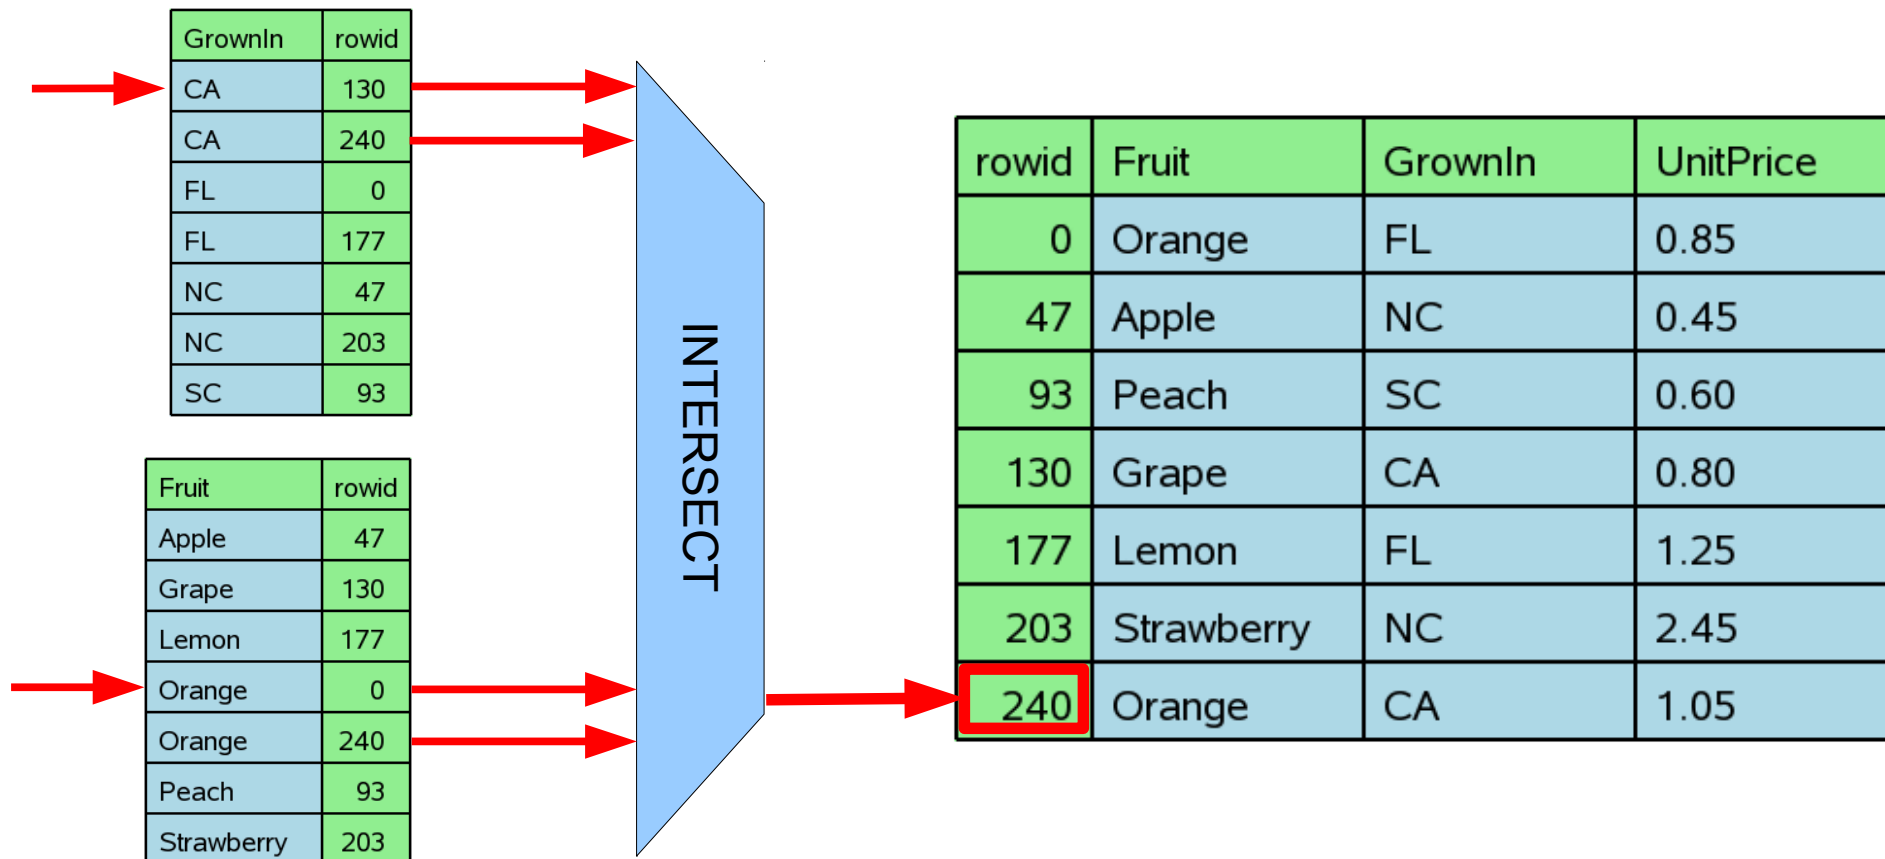 GrownIn rowid
CA 130
CA 240
FL 0
FL 177
NC 47
NC 203
SC 93
Fruit rowid
Apple 47
Grape 130
Lemon 177
Orange 0
Orange 240
Peach 93
Strawberry 203
INTERSECT
rowid Fruit GrownIn UnitPrice
0 Orange FL 0.85
47 Apple NC 0.45
93 Peach SC 0.60
130 Grape CA 0.80
177 Lemon FL 1.25
203 Strawberry NC 2.45
240 Orange CA 1.05